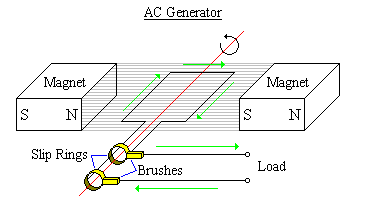 AC Generator
Magnet
Magnet
S N
S N
Slip Rings
Brushes
Load